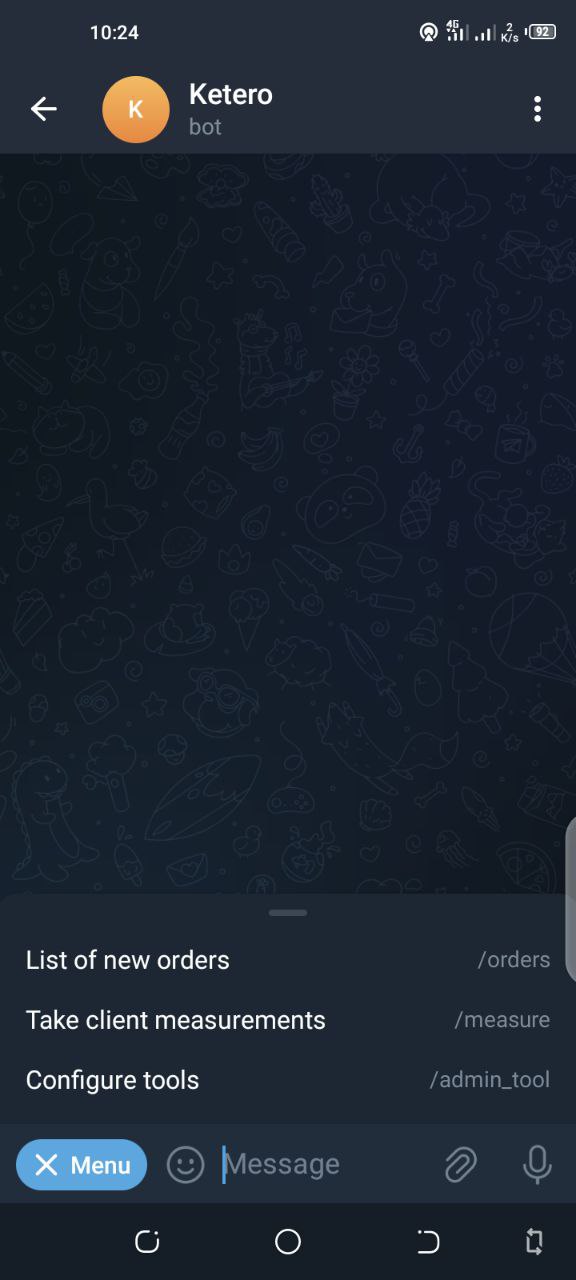 10:24
4G
2
K/s
92
K
Ketero
bot
List of new orders /orders
Take client measurements /measure
Configure tools /admin_tool
Menu
Message